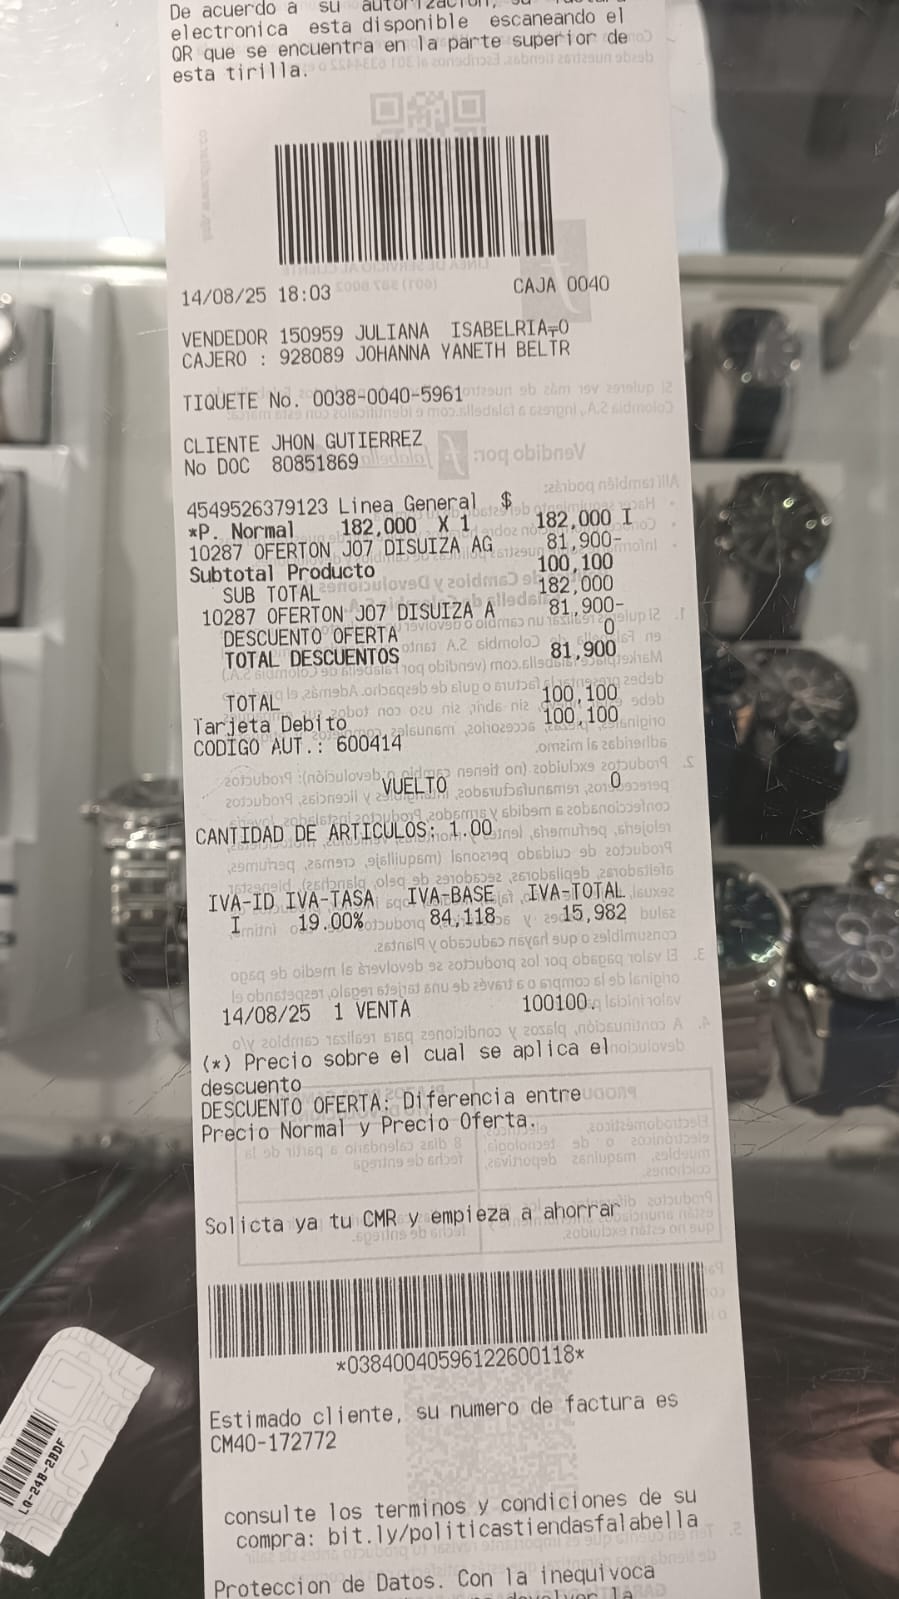 De acuerdo a su autorizacion, su
electronica esta disponible escaneando el
QR que se encuentra en la parte superior de
esta tirilla.
14/08/25 18:03 CAJA 0040
VENDEDOR 150959 JULIANA ISABELRIA╤O
CAJERO : 928089 JOHANNA YANETH BELTR
TIQUETE No. 0038-0040-5961
CLIENTE JHON GUTIERREZ
No DOC 80851869
4549526379123 Linea General $
*P. Normal 182,000 X 1 182,000 I
10287 OFERTON J07 DISUIZA AG 81,900-
Subtotal Producto 100,100
SUB TOTAL 182,000
10287 OFERTON J07 DISUIZA A 81,900-
DESCUENTO OFERTA 0
TOTAL DESCUENTOS 81,900
TOTAL 100,100
Tarjeta Debito 100,100
CODIGO AUT.: 600414
VUELTO 0
CANTIDAD DE ARTICULOS: 1.00
IVA-ID IVA-TASA IVA-BASE IVA-TOTAL
I 19.00% 84,118 15,982
14/08/25 1 VENTA 100100.
(*) Precio sobre el cual se aplica el
descuento
DESCUENTO OFERTA: Diferencia entre
Precio Normal y Precio Oferta.
Solicta ya tu CMR y empieza a ahorrar
*03840040596122600118*
Estimado cliente, su numero de factura es
CM40-172772
LQ-24B-2BDF
consulte los terminos y condiciones de su
compra: bit.ly/politicastiendasfalabella
Proteccion de Datos. Con la inequivoca